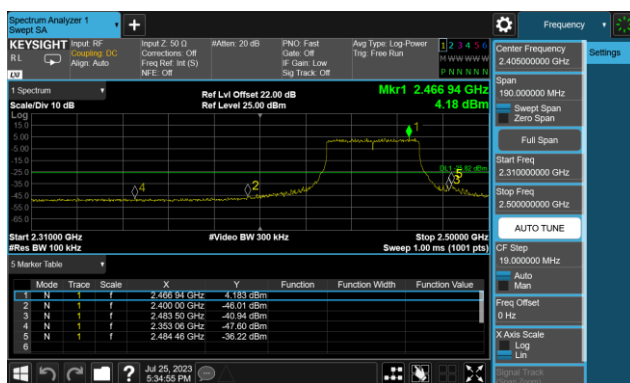 Spectrum Analyzer 1
Swept SA
Frequency
KEYSIGHT
RL
Input: RF
Coupling: DC
Align: Auto
Input Z: 50 Ω
Corrections: Off
Freq Ref: Int (S)
NFE: Off
#Atten: 20 dB
PNO: Fast
Gate: Off
IF Gain: Low
Sig Track: Off
Avg Type: Log-Power
Trig: Free Run
1 2 3 4 5 6
M W W W W W
P N N N N N
LXI
Center Frequency
2.405000000 GHz
Settings
Span
190.000000 MHz
Swept Span
Zero Span
Full Span
Start Freq
2.310000000 GHz
Stop Freq
2.500000000 GHz
AUTO TUNE
CF Step
19.000000 MHz
Auto
Man
Freq Offset
0 Hz
X Axis Scale
Log
Lin
Signal Track
1 Spectrum
Scale/Div 10 dB
Ref Lvl Offset 22.00 dB
Ref Level 25.00 dBm
Mkr1 2.466 94 GHz
4.18 dBm
Log
15.0
5.00
-5.00
-15.0
-25.0
-35.0
-45.0
-55.0
-65.0
1
2
3
4
5
Start 2.31000 GHz
#Res BW 100 kHz
#Video BW 300 kHz
Stop 2.50000 GHz
Sweep 1.00 ms (1001 pts)
5 Marker Table
Mode Trace Scale X Y Function Function Width Function Value
1 N 1 f 2.466 94 GHz 4.183 dBm
2 N 1 f 2.400 00 GHz -46.01 dBm
3 N 1 f 2.483 50 GHz -40.94 dBm
4 N 1 f 2.353 06 GHz -47.60 dBm
5 N 1 f 2.484 46 GHz -36.22 dBm
6
?
Jul 25, 2023
5:34:55 PM